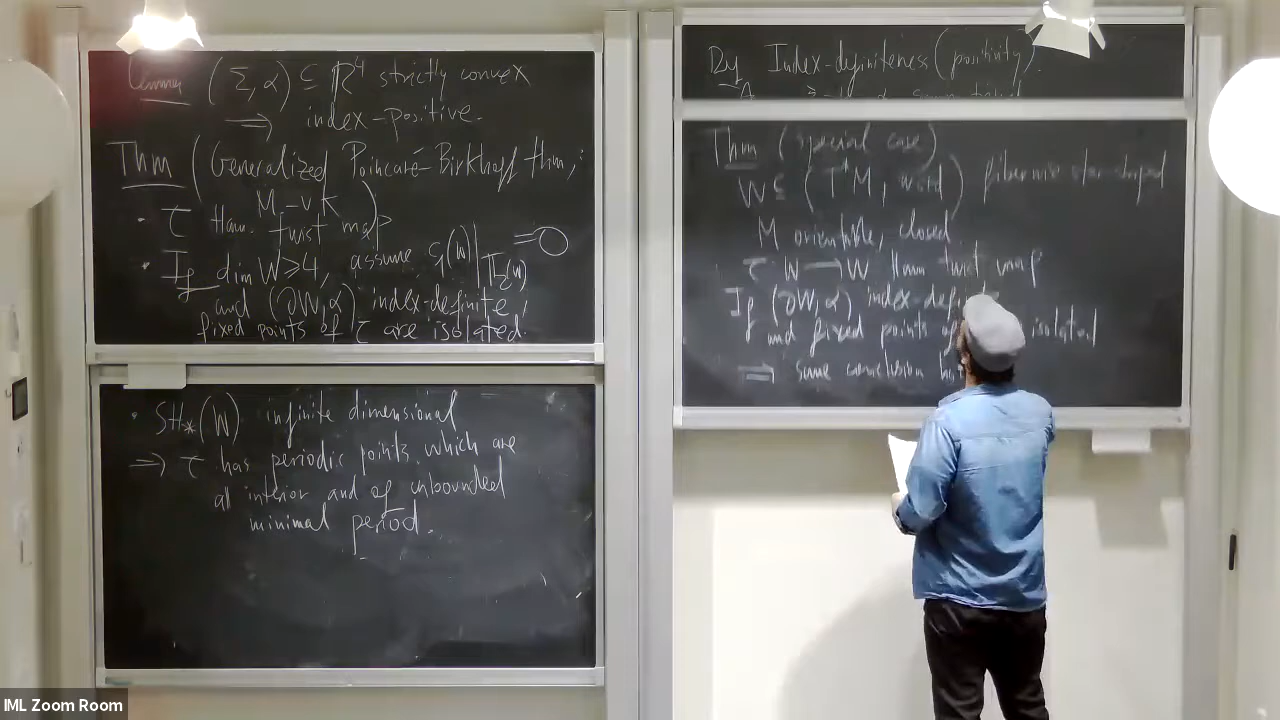 Lemma (Σ, α) ⊆ ℝ⁴ strictly convex
⟹ index-positive.
Thm (Generalized Poincaré-Birkhoff thm,
M-vK)
· τ Ham. twist map
· If dim W ≥ 4, assume c₁(W)|π₂(W)
and (∂W, α) index-definite,
fixed points of τ are isolated.
· SH*(W) infinite dimensional
⟹ τ has periodic points which are
all interior and of unbounded
minimal period.
Index-definiteness (positivity).
Thm (special case)
W ⊆ (T*M, ωstd) fiberwise star-shaped
M orientable, closed.
· τ: W → W Ham twist map
If (∂W, α) index-
and fixed points of isolated
⟹ same conclusion
IML Zoom Room